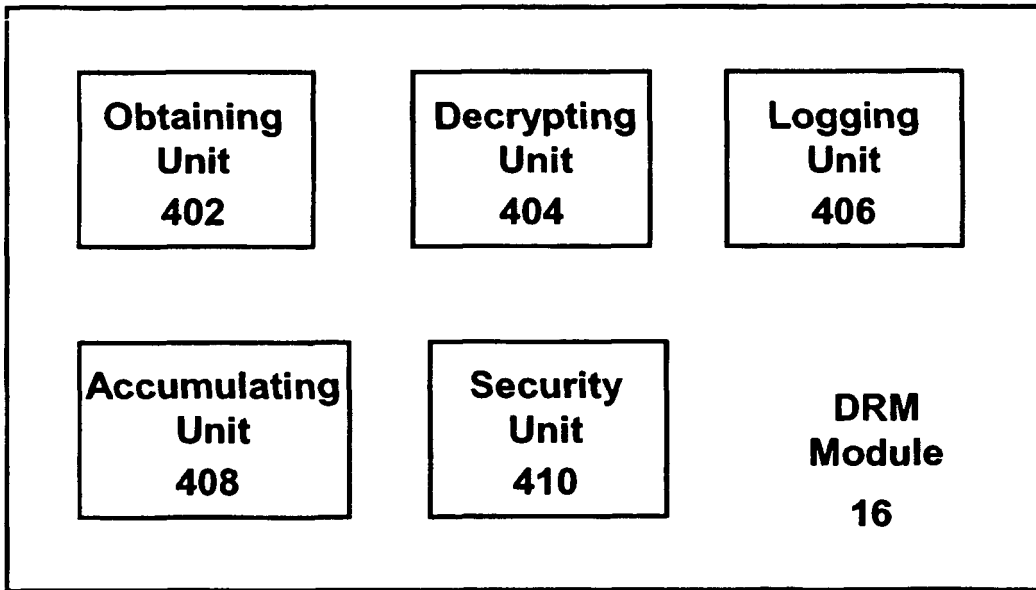 Obtaining
Unit
402
Decrypting
Unit
404
Logging
Unit
406
Accumulating
Unit
408
Security
Unit
410
DRM
Module
16